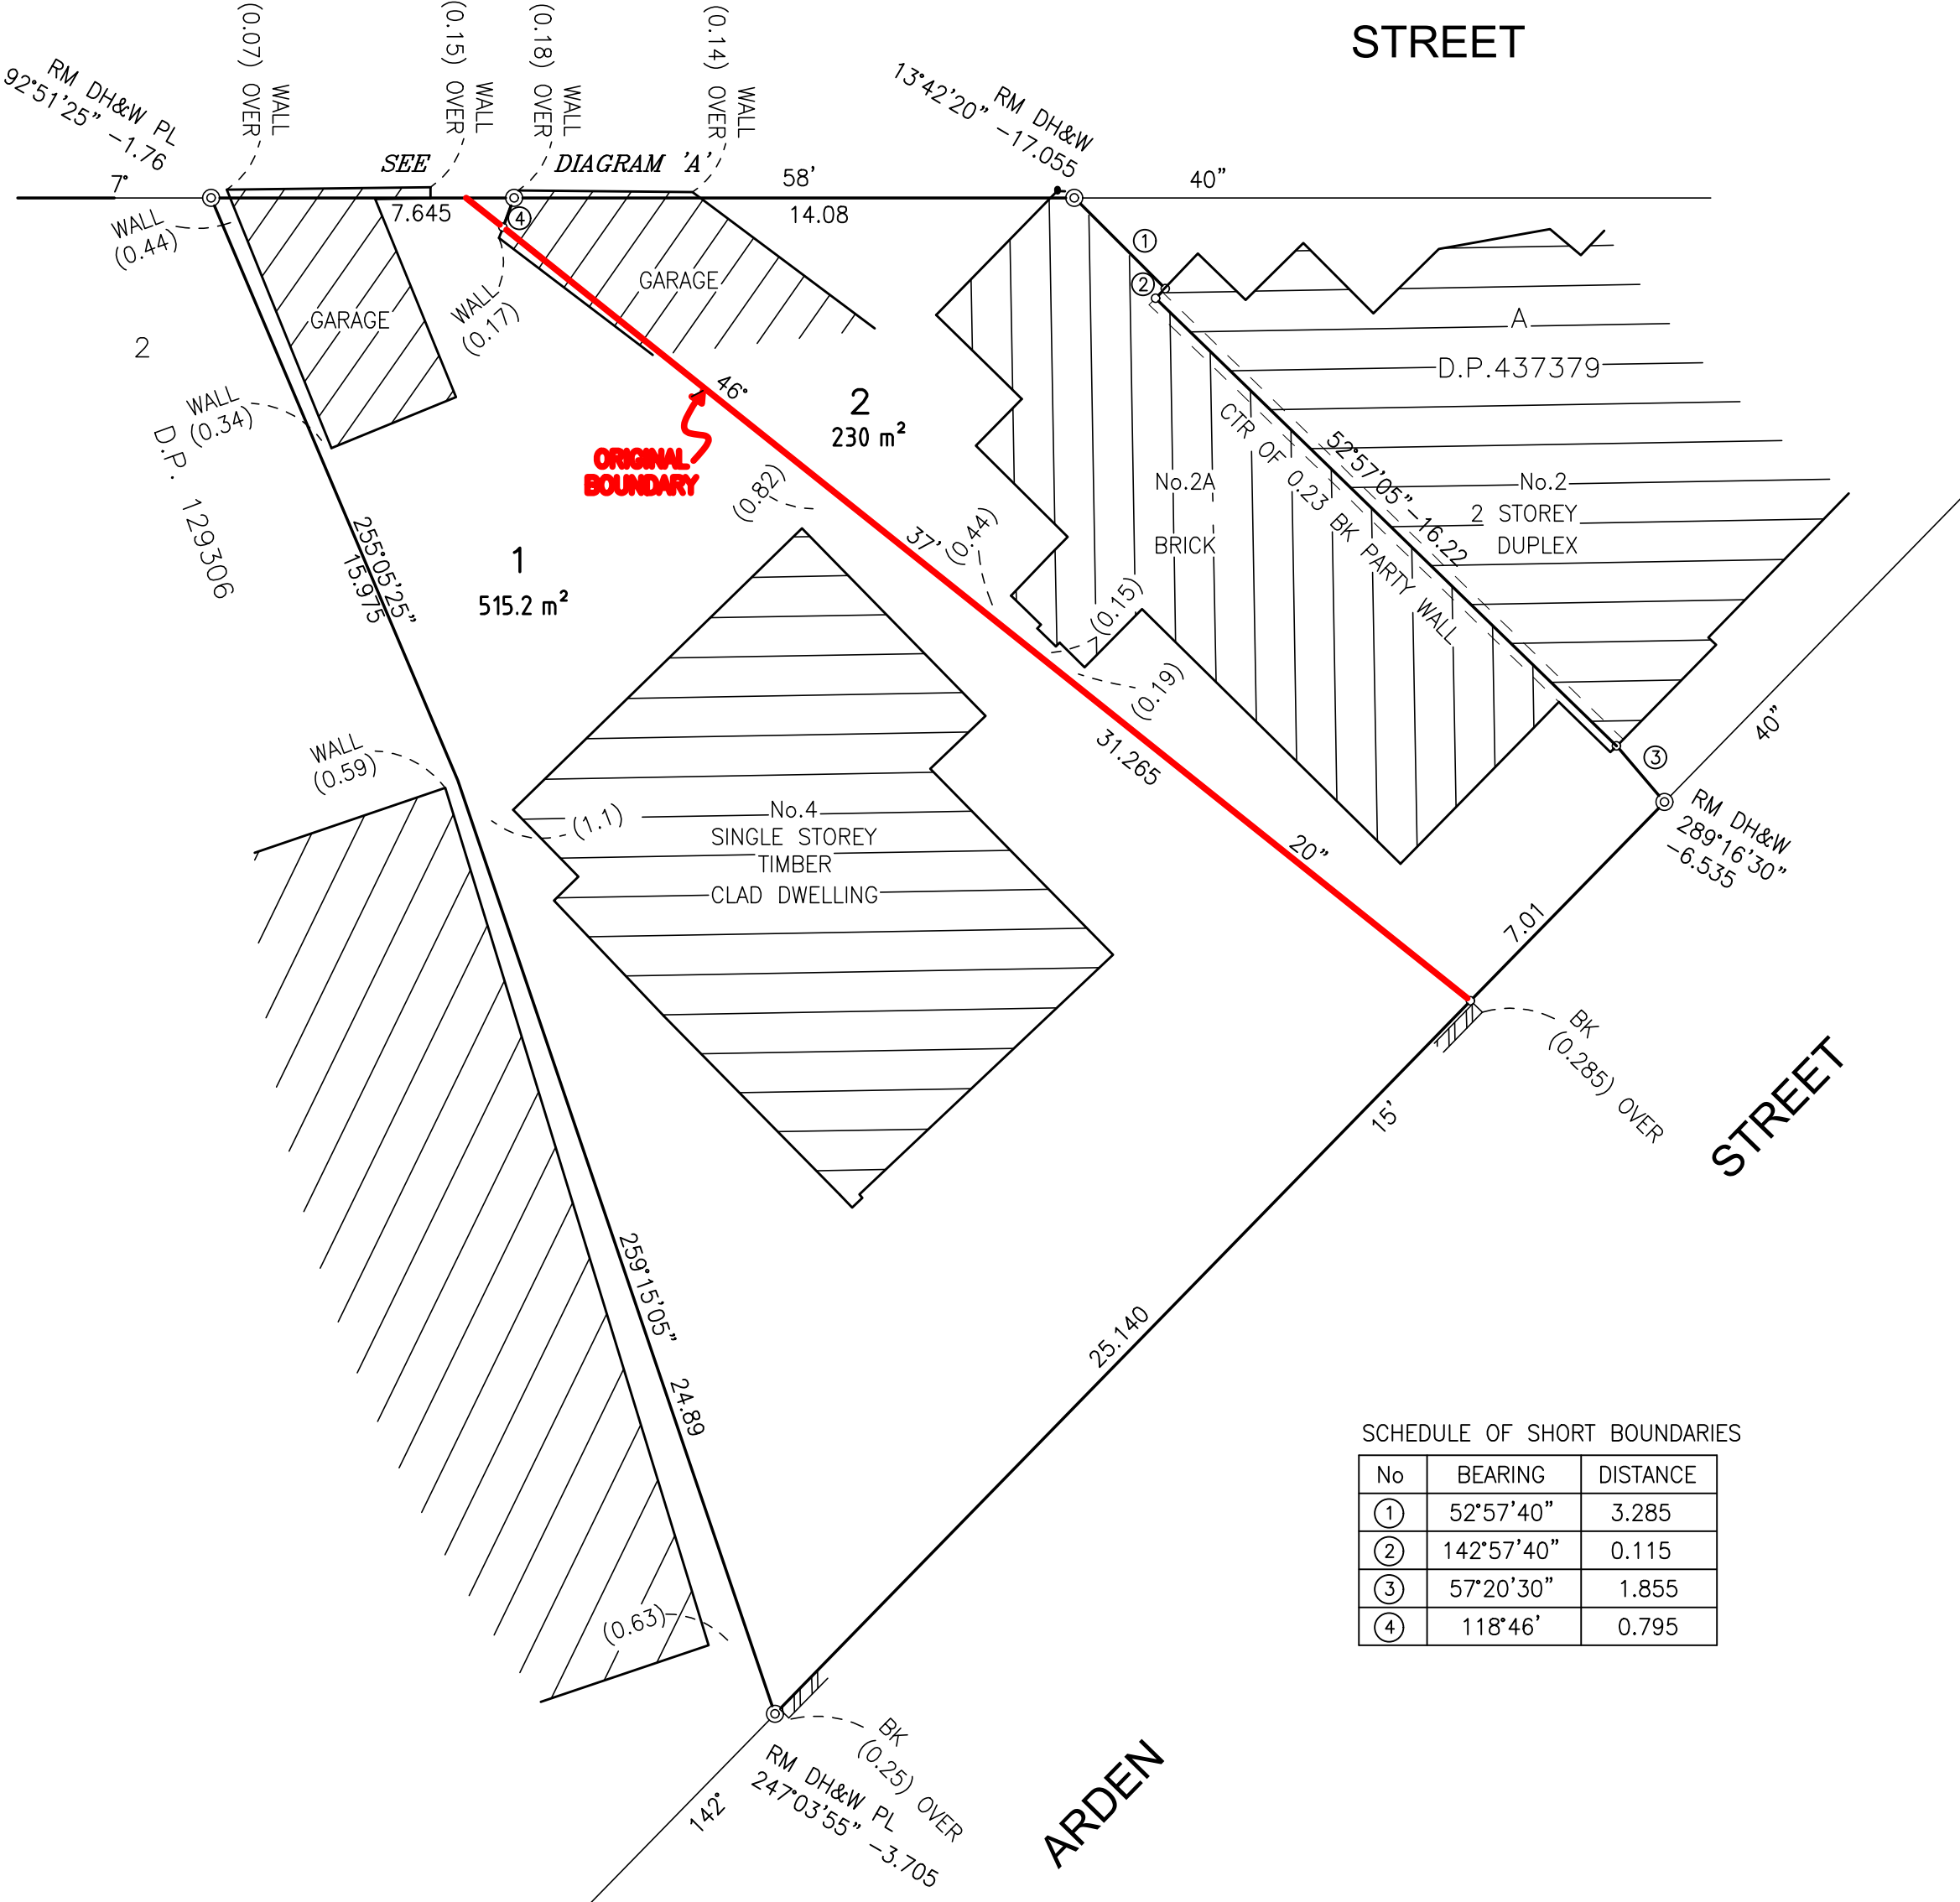 STREET
(0.07) OVER
WALL
(0.15) OVER
WALL
(0.18) OVER
WALL
(0.14) OVER
WALL
RM DH&W PL
92°51'25" -1.76
RM DH&W
13°42'20" -17.055
SEE DIAGRAM 'A'
7°
58'
40"
7.645
14.08
WALL
(0.44)
4
1
2
GARAGE
GARAGE
WALL
(0.17)
2
A
D.P.437379
46°
2
230 m²
WALL
(0.34)
D.P. 129306
ORIGINAL
BOUNDARY
CTR OF 0.23 BK PARTY WALL
52°57'05"-16.22
(0.82)
No.2A
BRICK
No.2
2 STOREY
DUPLEX
37'
(0.44)
255°05'25"
15.975
1
515.2 m²
(0.15)
(0.19)
31.265
20"
WALL
(0.59)
(1.1)
No.4
SINGLE STOREY
TIMBER
CLAD DWELLING
40"
3
RM DH&W
289°16'30"
-6.535
7.01
BK
(0.285) OVER
15'
STREET
259°15'05"
24.89
25.140
(0.63)
BK
(0.25) OVER
RM DH&W PL
247°03'55" -3.705
142°
ARDEN
SCHEDULE OF SHORT BOUNDARIES
No BEARING DISTANCE
1 52°57'40" 3.285
2 142°57'40" 0.115
3 57°20'30" 1.855
4 118°46' 0.795